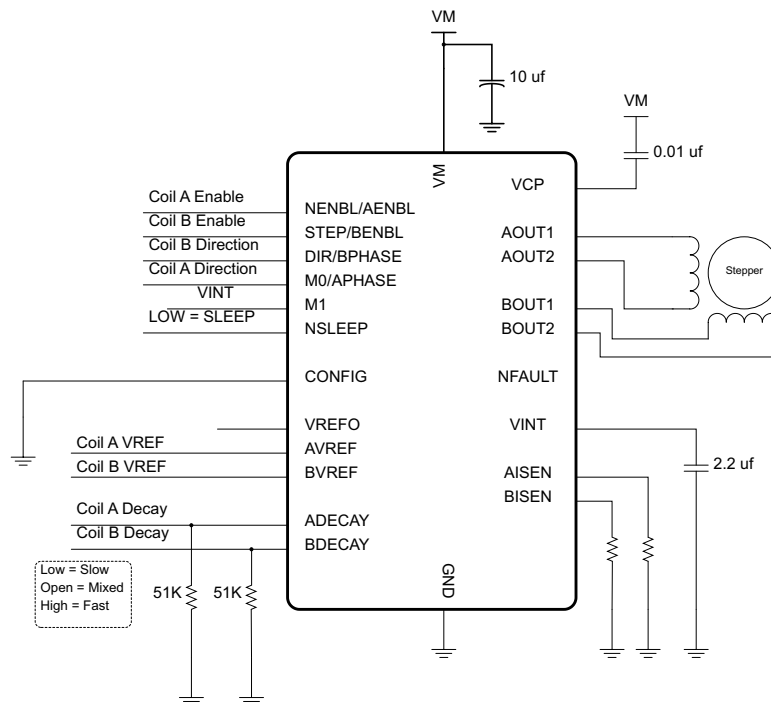 VM
10 uf
VM
0.01 uf
VM
VCP
Coil A Enable
NENBL/AENBL
Coil B Enable
STEP/BENBL
AOUT1
Coil B Direction
DIR/BPHASE
AOUT2
Stepper
Coil A Direction
M0/APHASE
VINT
M1
BOUT1
LOW = SLEEP
NSLEEP
BOUT2
CONFIG
NFAULT
VREFO
VINT
Coil A VREF
AVREF
Coil B VREF
BVREF
AISEN
2.2 uf
BISEN
Coil A Decay
ADECAY
Coil B Decay
BDECAY
Low = Slow
Open = Mixed
High = Fast
51K
51K
GND